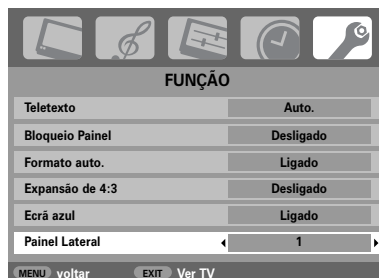 FUNÇÃO
Teletexto Auto.
Bloqueio Painel Desligado
Formato auto. Ligado
Expansão de 4:3 Desligado
Ecrã azul Ligado
Painel Lateral 1
MENU voltar EXIT Ver TV